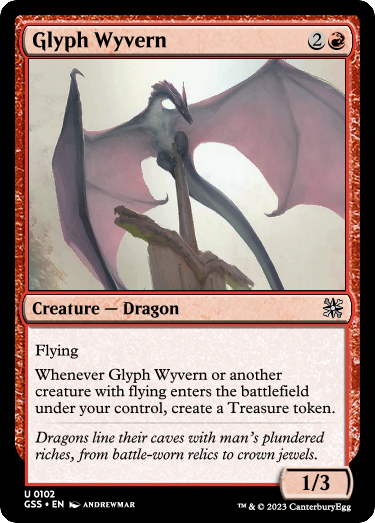 Glyph Wyvern 2
Creature — Dragon
Flying
Whenever Glyph Wyvern or another
creature with flying enters the battlefield
under your control, create a Treasure token.
Dragons line their caves with man's plundered
riches, from battle-worn relics to crown jewels.
1/3
U 0102
GSS • EN ANDREWMAR
™ & © 2023 CanterburyEgg